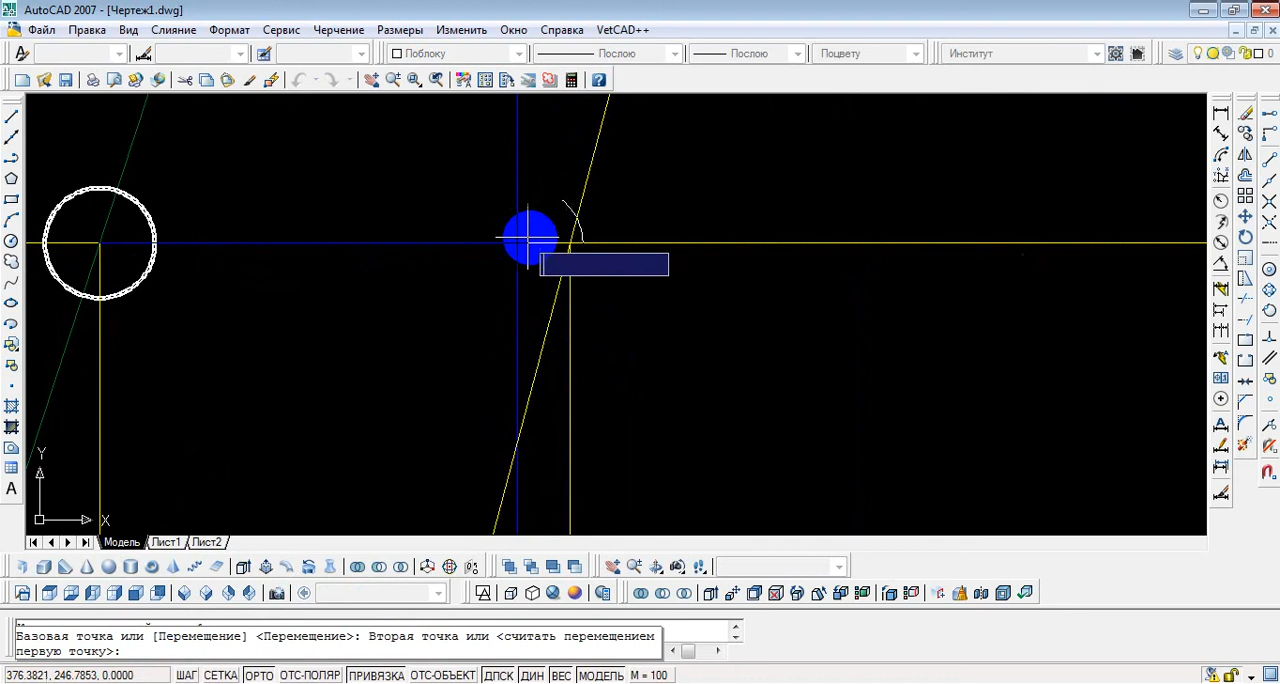 AutoCAD 2007 - [Чертеж1.dwg]
Файл Правка Вид Слияние Формат Сервис Черчение Размеры Изменить Окно Справка VetCAD++
Поблоку Послою Послою Поцвету Институт 0
Y
X
Модель Лист1 Лист2
Базовая точка или [Перемещение] <Перемещение>: Вторая точка или <считать перемещением
первую точку>:
376.3821, 246.7853, 0.0000 ШАГ СЕТКА ОРТО ОТС-ПОЛЯР ПРИВЯЗКА ОТС-ОБЪЕКТ ДПСК ДИН ВЕС МОДЕЛЬ М = 100